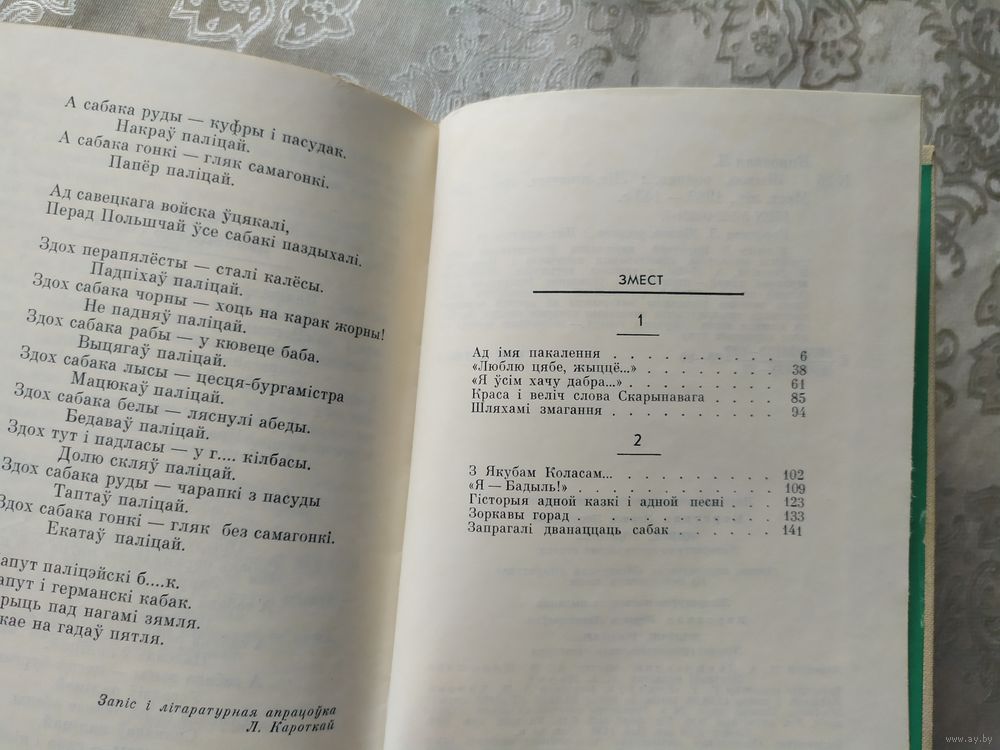 А сабака руды — куфры і пасудак.
Накраў паліцай.
А сабака гонкі — гляк самагонкі.
Папёр паліцай.
Ад савецкага войска ўцякалі,
Перад Польшчай ўсе сабакі паздыхалі.
Здох перапялёсты — сталі калёсы.
Падпіхаў паліцай.
Здох сабака чорны — хоць на карак жорны!
Не падняў паліцай.
Здох сабака рабы — у кювеце баба.
Выцягаў паліцай.
Здох сабака лысы — цесця-бургамістра
Мацюкаў паліцай.
Здох сабака белы — ляснулі абеды.
Бедаваў паліцай.
Здох тут і падласы — у г.... кілбасы.
Долю скляў паліцай.
Здох сабака руды — чарапкі з пасуды
Таптаў паліцай.
Здох сабака гонкі — гляк без самагонкі.
Екатаў паліцай.
апут паліцэйскі б....к.
апут і германскі кабак.
рыць пад нагамі зямля.
кае на гадаў пятля.
Запіс і літаратурная апрацоўка
Л. Кароткай
ЗМЕСТ
1
Ад імя пакалення . . . . . . . . . . 6
«Люблю цябе, жыццё...» . . . . . . . . 38
«Я ўсім хачу дабра...» . . . . . . . . . 61
Краса і веліч слова Скарынавага . . . . . 85
Шляхамі змагання . . . . . . . . . . 94
2
З Якубам Коласам... . . . . . . . . . 102
«Я — Бадыль!» . . . . . . . . . . . 109
Гісторыя адной казкі і адной песні . . . 123
Зоркавы горад . . . . . . . . . . . 133
Запрагалі дванаццаць сабак . . . . . . 141
www.ay.by